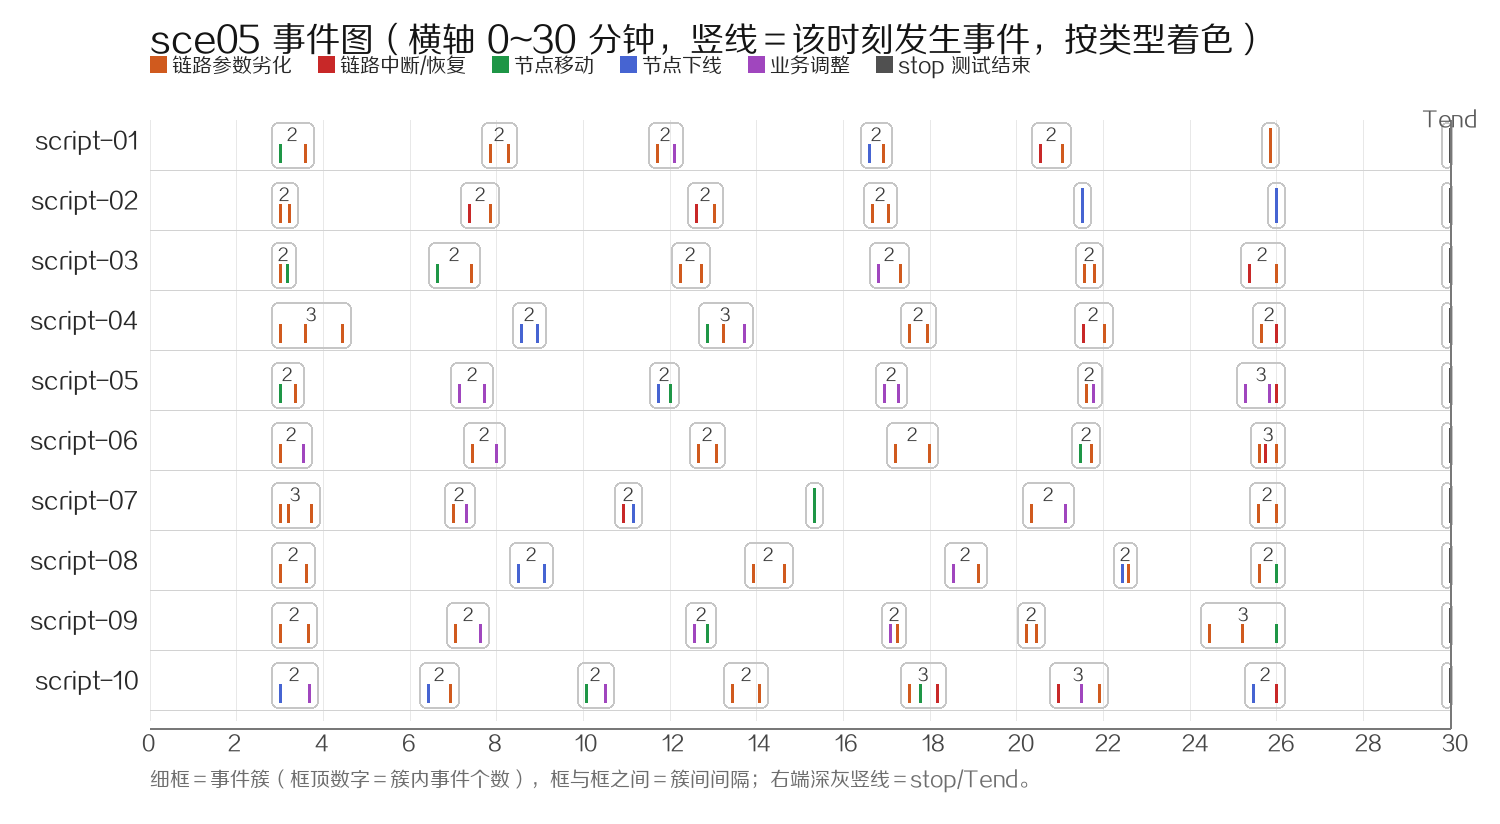 sce05 事件图（横轴 0~30 分钟，竖线＝该时刻发生事件，按类型着色）
链路参数劣化 链路中断/恢复 节点移动 节点下线 业务调整 stop 测试结束
Tend
script-01 2 2 2 2 2
script-02 2 2 2 2
script-03 2 2 2 2 2 2
script-04 3 2 3 2 2 2
script-05 2 2 2 2 2 3
script-06 2 2 2 2 2 3
script-07 3 2 2 2 2
script-08 2 2 2 2 2 2
script-09 2 2 2 2 2 3
script-10 2 2 2 2 3 3 2
0 2 4 6 8 10 12 14 16 18 20 22 24 26 28 30
细框＝事件簇（框顶数字＝簇内事件个数），框与框之间＝簇间间隔；右端深灰竖线＝stop/Tend。